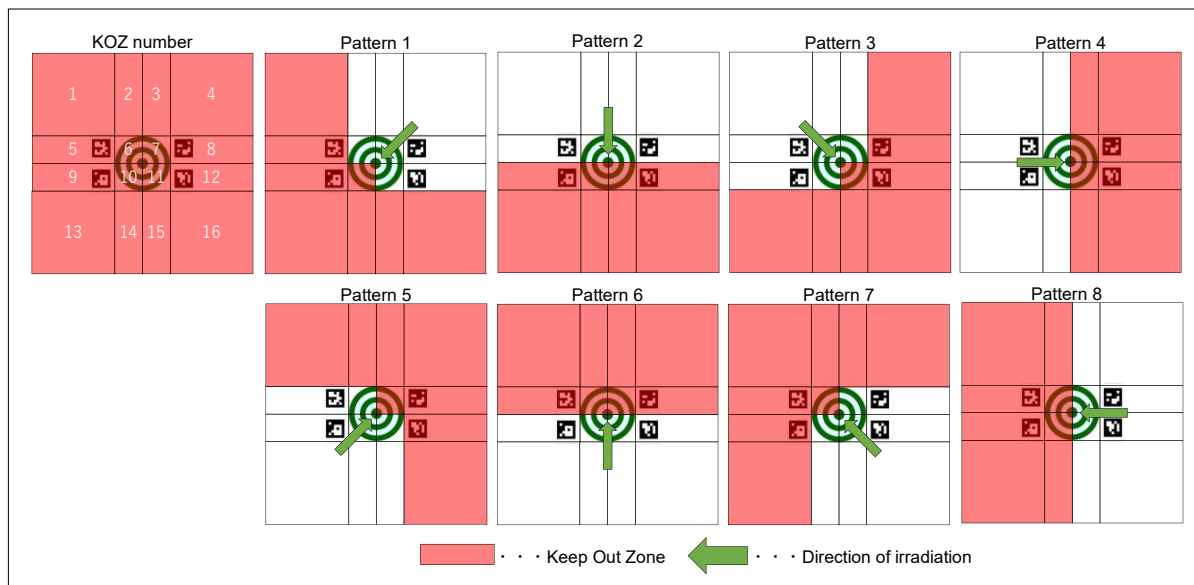 KOZ number
Pattern 1
Pattern 2
Pattern 3
Pattern 4
1 2 3 4
5 6 7 8
9 10 11 12
13 14 15 16
Pattern 5
Pattern 6
Pattern 7
Pattern 8
・・・Keep Out Zone
・・・Direction of irradiation